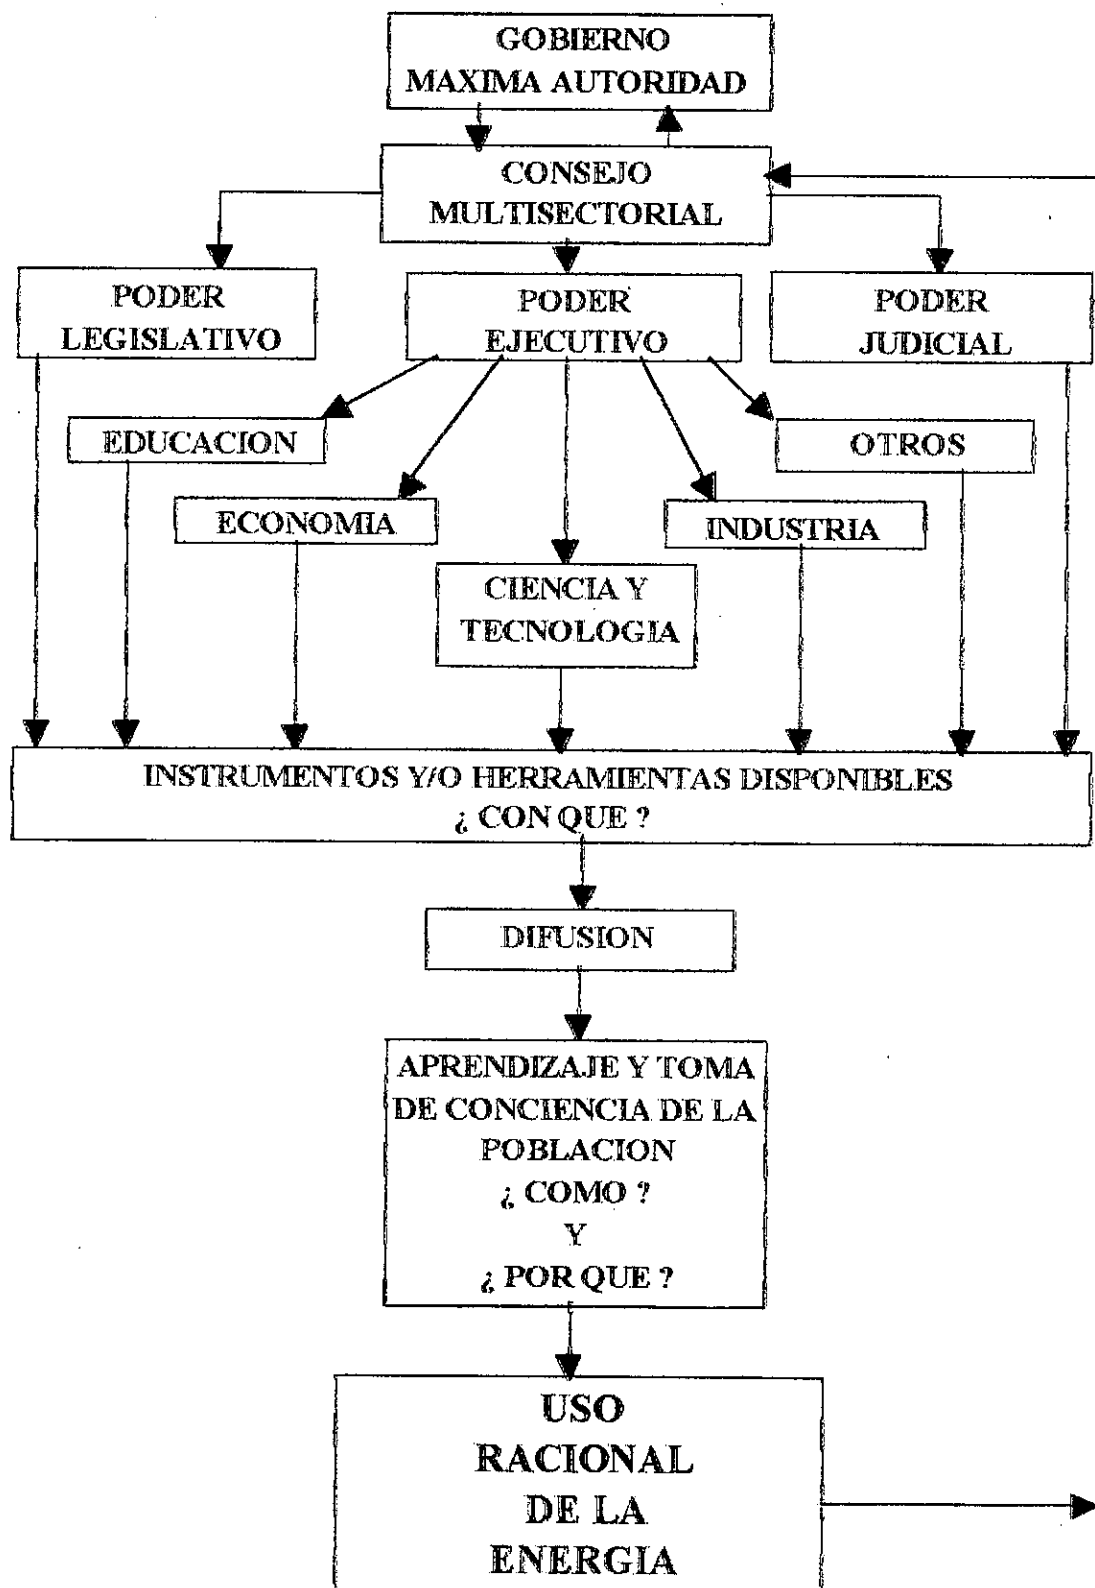 GOBIERNO
MAXIMA AUTORIDAD
CONSEJO
MULTISECTORIAL
PODER
LEGISLATIVO
PODER
EJECUTIVO
PODER
JUDICIAL
EDUCACION
OTROS
ECONOMIA
INDUSTRIA
CIENCIA Y
TECNOLOGIA
INSTRUMENTOS Y/O HERRAMIENTAS DISPONIBLES
¿ CON QUE ?
DIFUSION
APRENDIZAJE Y TOMA
DE CONCIENCIA DE LA
POBLACION
¿ COMO ?
Y
¿ POR QUE ?
USO
RACIONAL
DE LA
ENERGIA